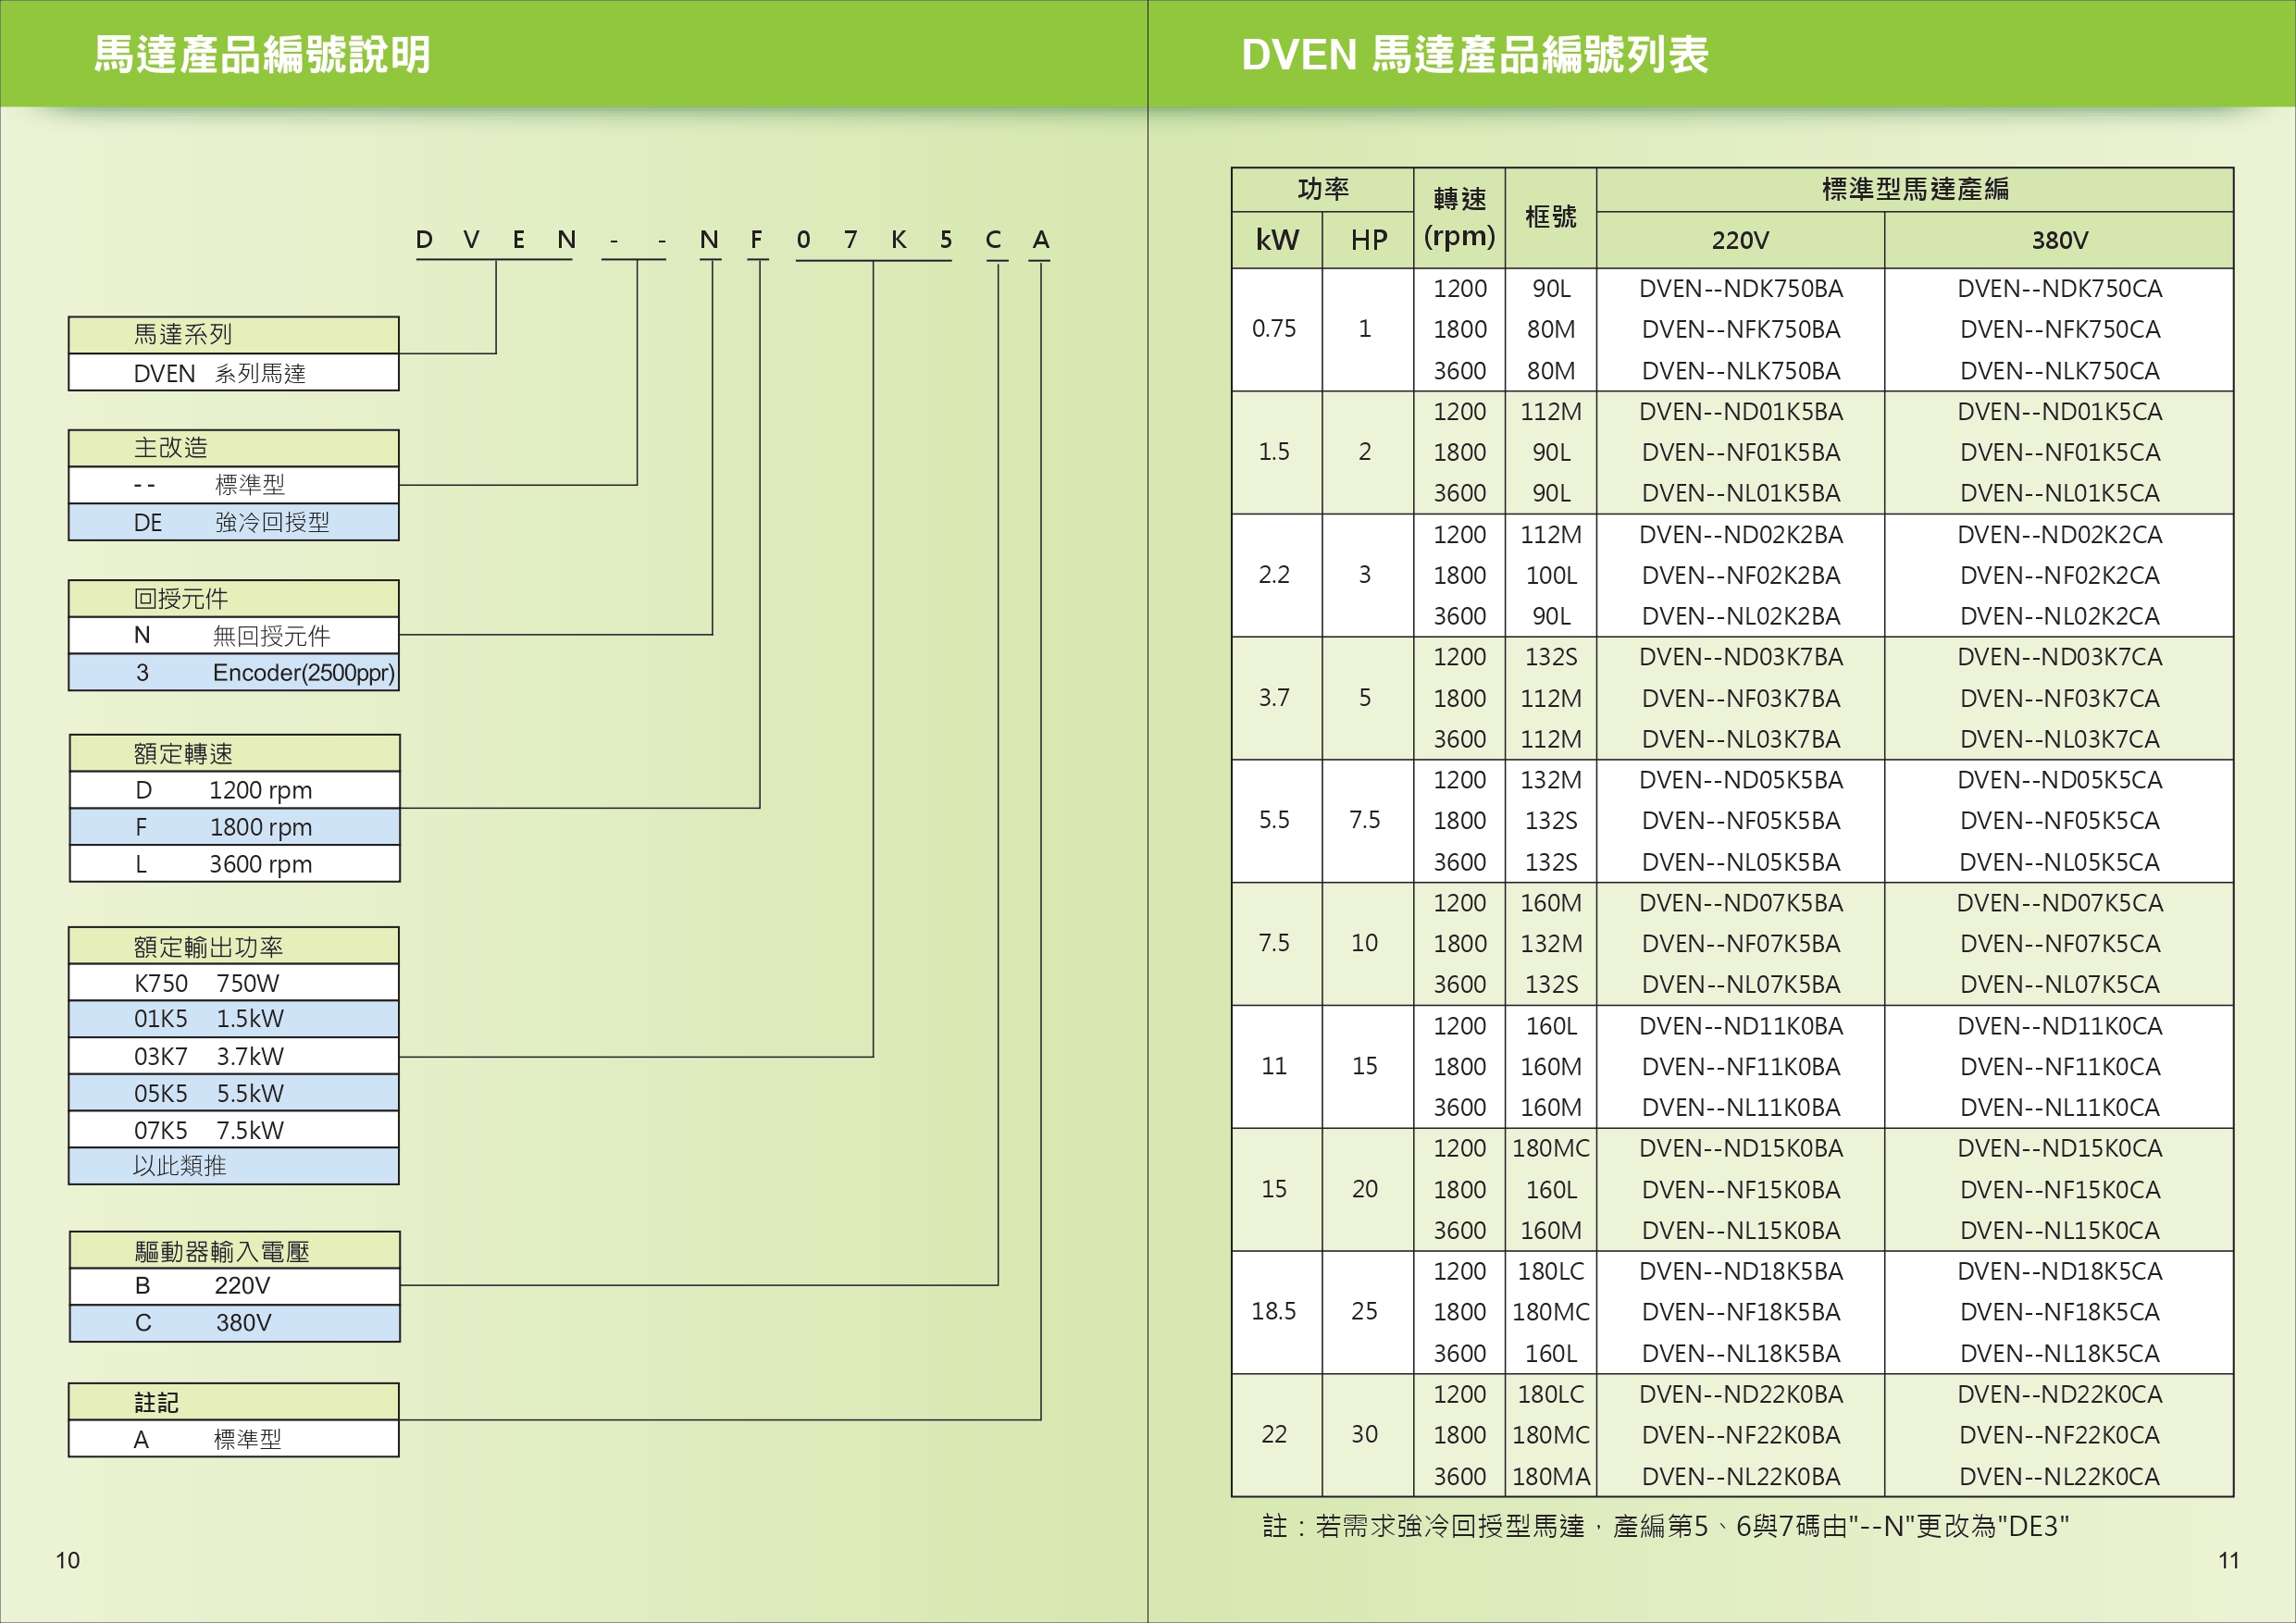 馬達產品編號說明
D V E N - - N F 0 7 K 5 C A
馬達系列
DVEN 系列馬達
主改造
-- 標準型
DE 強冷回授型
回授元件
N 無回授元件
3 Encoder(2500ppr)
額定轉速
D 1200 rpm
F 1800 rpm
L 3600 rpm
額定輸出功率
K750 750W
01K5 1.5kW
03K7 3.7kW
05K5 5.5kW
07K5 7.5kW
以此類推
驅動器輸入電壓
B 220V
C 380V
註記
A 標準型
10
DVEN 馬達產品編號列表
功率 轉速 (rpm) 框號 標準型馬達產編
kW HP 220V 380V
1200 90L DVEN--NDK750BA DVEN--NDK750CA
0.75 1 1800 80M DVEN--NFK750BA DVEN--NFK750CA
3600 80M DVEN--NLK750BA DVEN--NLK750CA
1200 112M DVEN--ND01K5BA DVEN--ND01K5CA
1.5 2 1800 90L DVEN--NF01K5BA DVEN--NF01K5CA
3600 90L DVEN--NL01K5BA DVEN--NL01K5CA
1200 112M DVEN--ND02K2BA DVEN--ND02K2CA
2.2 3 1800 100L DVEN--NF02K2BA DVEN--NF02K2CA
3600 90L DVEN--NL02K2BA DVEN--NL02K2CA
1200 132S DVEN--ND03K7BA DVEN--ND03K7CA
3.7 5 1800 112M DVEN--NF03K7BA DVEN--NF03K7CA
3600 112M DVEN--NL03K7BA DVEN--NL03K7CA
1200 132M DVEN--ND05K5BA DVEN--ND05K5CA
5.5 7.5 1800 132S DVEN--NF05K5BA DVEN--NF05K5CA
3600 132S DVEN--NL05K5BA DVEN--NL05K5CA
1200 160M DVEN--ND07K5BA DVEN--ND07K5CA
7.5 10 1800 132M DVEN--NF07K5BA DVEN--NF07K5CA
3600 132S DVEN--NL07K5BA DVEN--NL07K5CA
1200 160L DVEN--ND11K0BA DVEN--ND11K0CA
11 15 1800 160M DVEN--NF11K0BA DVEN--NF11K0CA
3600 160M DVEN--NL11K0BA DVEN--NL11K0CA
1200 180MC DVEN--ND15K0BA DVEN--ND15K0CA
15 20 1800 160L DVEN--NF15K0BA DVEN--NF15K0CA
3600 160M DVEN--NL15K0BA DVEN--NL15K0CA
1200 180LC DVEN--ND18K5BA DVEN--ND18K5CA
18.5 25 1800 180MC DVEN--NF18K5BA DVEN--NF18K5CA
3600 160L DVEN--NL18K5BA DVEN--NL18K5CA
1200 180LC DVEN--ND22K0BA DVEN--ND22K0CA
22 30 1800 180MC DVEN--NF22K0BA DVEN--NF22K0CA
3600 180MA DVEN--NL22K0BA DVEN--NL22K0CA
註：若需求強冷回授型馬達，產編第5、6與7碼由"--N"更改為"DE3"
11